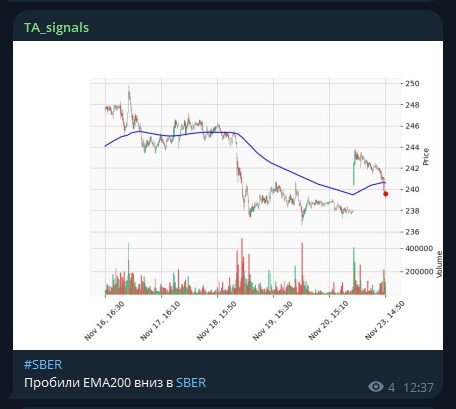 TA_signals
250
248
246
244
242
240
238
236
Price
400000
200000
Volume
Nov 16, 16:30
Nov 17, 16:10
Nov 18, 15:50
Nov 19, 15:30
Nov 20, 15:10
Nov 23, 14:50
#SBER
Пробили EMA200 вниз в SBER
4 12:37